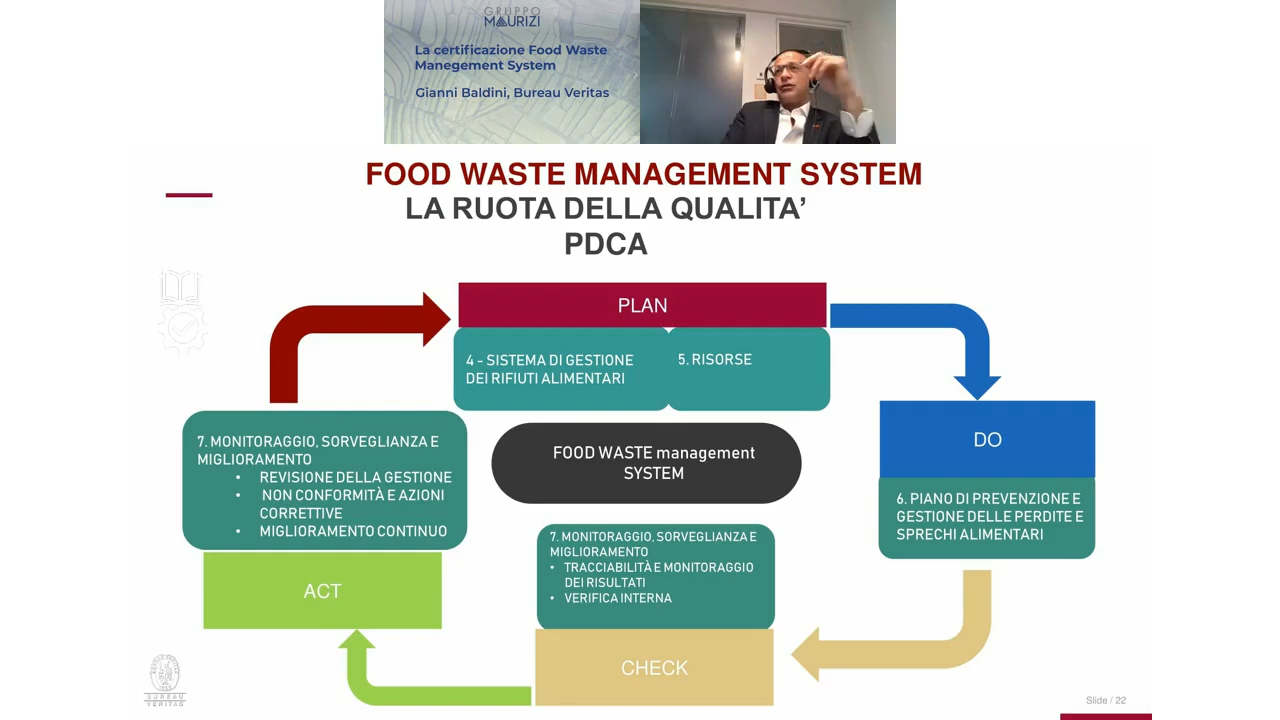 GRUPPO
MAURIZI
La certificazione Food Waste
Mangement System
Gianni Baldini, Bureau Veritas
FOOD WASTE MANAGEMENT SYSTEM
LA RUOTA DELLA QUALITA’
PDCA
PLAN
4 - SISTEMA DI GESTIONE
DEI RIFIUTI ALIMENTARI
5. RISORSE
DO
6. PIANO DI PREVENZIONE E
GESTIONE DELLE PERDITE E
SPRECHI ALIMENTARI
FOOD WASTE management
SYSTEM
7. MONITORAGGIO, SORVEGLIANZA E
MIGLIORAMENTO
• REVISIONE DELLA GESTIONE
• NON CONFORMITÀ E AZIONI
CORRETTIVE
• MIGLIORAMENTO CONTINUO
ACT
7. MONITORAGGIO, SORVEGLIANZA E
MIGLIORAMENTO
• TRACCIABILITÀ E MONITORAGGIO
DEI RISULTATI
• VERIFICA INTERNA
CHECK
BUREAU
VERITAS
Slide / 22